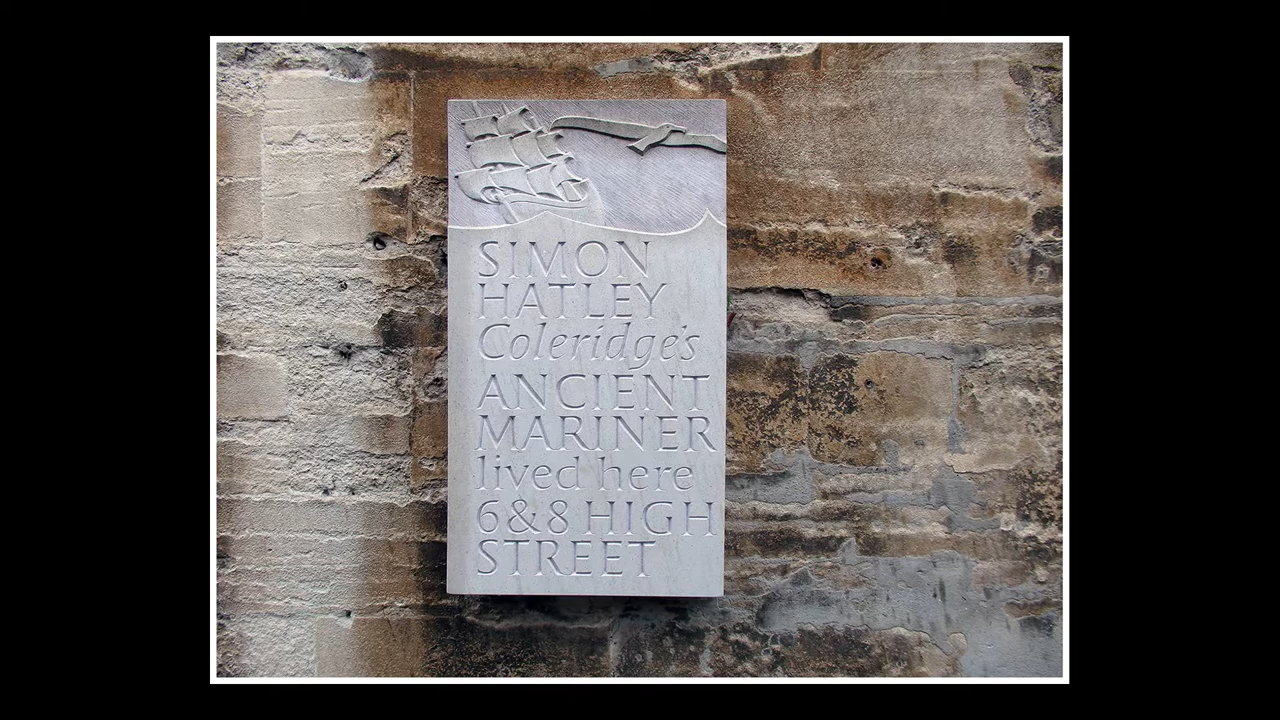 SIMON
HATLEY
Coleridge's
ANCIENT
MARINER
lived here
6 & 8 HIGH
STREET